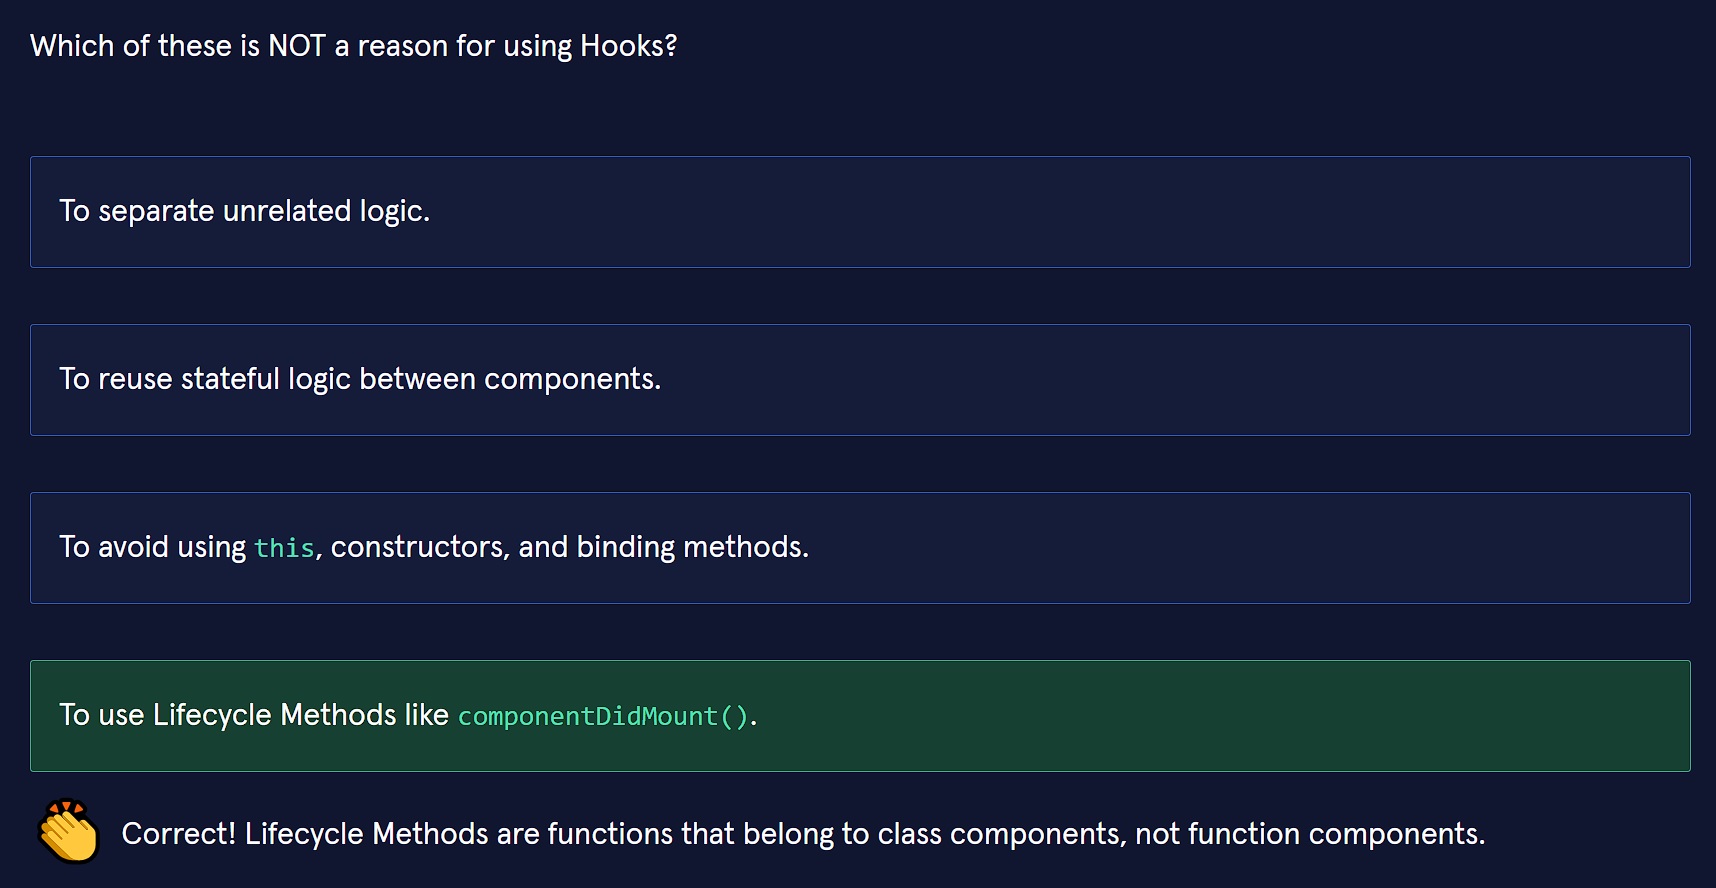 Which of these is NOT a reason for using Hooks?
To separate unrelated logic.
To reuse stateful logic between components.
To avoid using this, constructors, and binding methods.
To use Lifecycle Methods like componentDidMount().
Correct! Lifecycle Methods are functions that belong to class components, not function components.